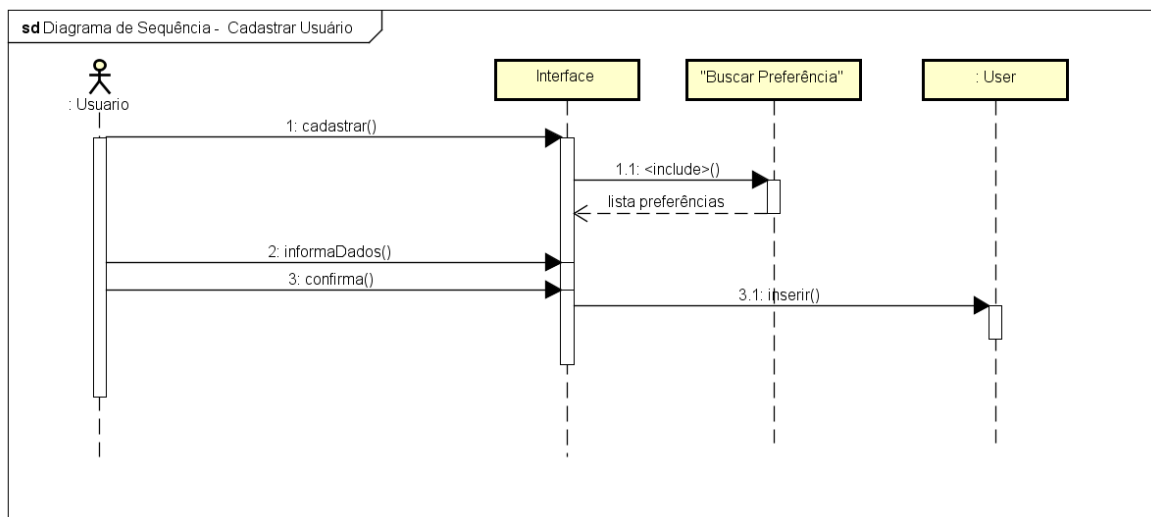 sd Diagrama de Sequência - Cadastrar Usuário
: Usuario
Interface
"Buscar Preferência"
: User
1: cadastrar()
1.1: <include>()
lista preferências
2: informaDados()
3: confirma()
3.1: inserir()